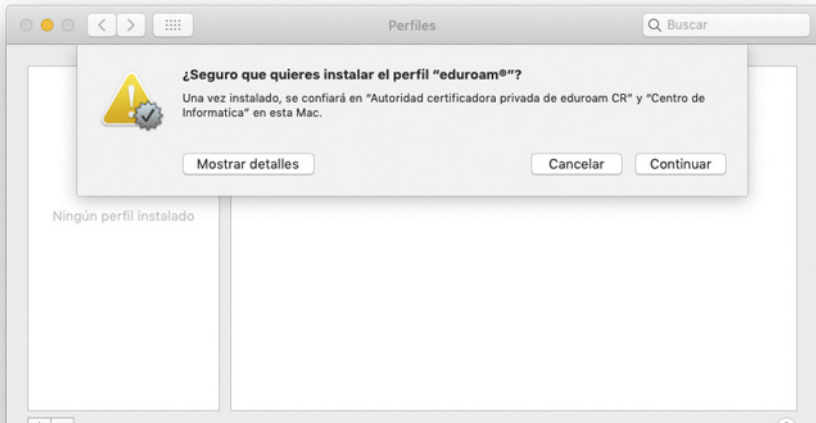 Perfiles
Buscar
¿Seguro que quieres instalar el perfil “eduroam®”?
Una vez instalado, se confiará en “Autoridad certificadora privada de eduroam CR” y “Centro de
Informatica” en esta Mac.
Mostrar detalles
Cancelar
Continuar
Ningún perfil instalado